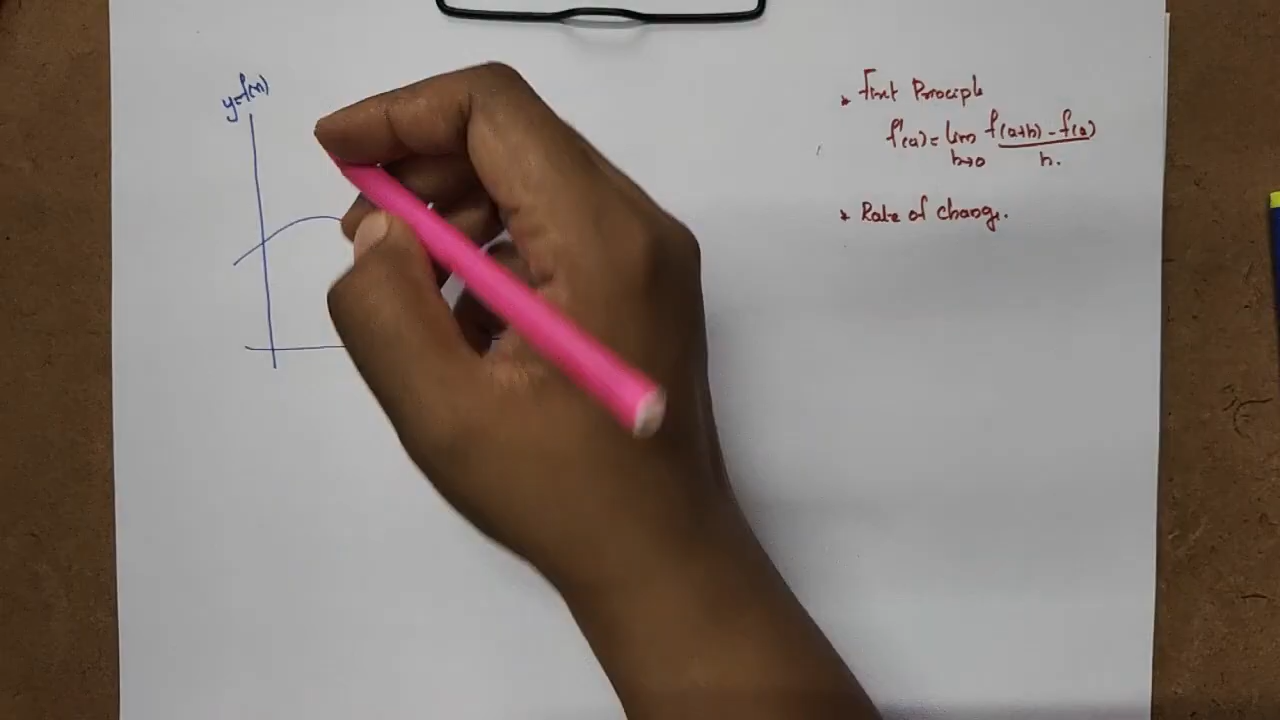 y=f(x)
* First Principle
f'(a) = lim f(a+h) - f(a)
h→0 h.
* Rate of change.